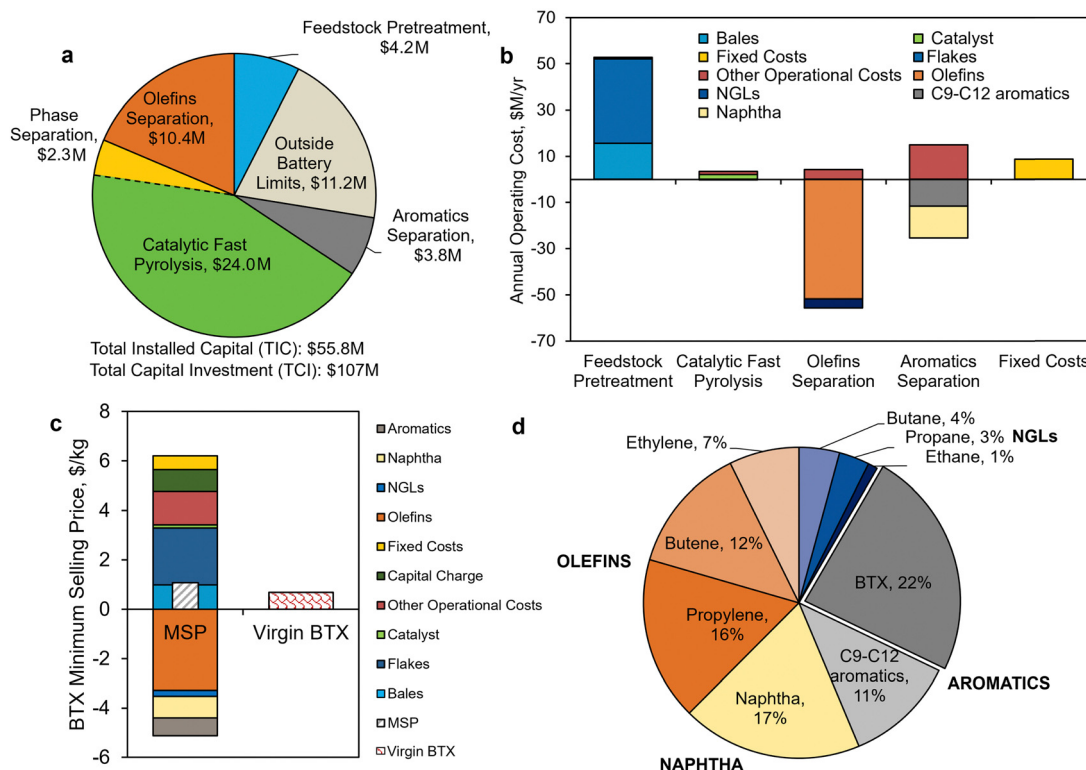 a
Feedstock Pretreatment,
$4.2M
Olefins
Separation,
$10.4M
Phase
Separation,
$2.3M
Outside
Battery
Limits, $11.2M
Aromatics
Separation,
$3.8M
Catalytic Fast
Pyrolysis, $24.0M
Total Installed Capital (TIC): $55.8M
Total Capital Investment (TCI): $107M
b
Annual Operating Cost, $M/yr
70
50
30
10
-10
-30
-50
-70
Bales
Catalyst
Fixed Costs
Flakes
Other Operational Costs
Olefins
NGLs
C9-C12 aromatics
Naphtha
Feedstock
Pretreatment
Catalytic Fast
Pyrolysis
Olefins
Separation
Aromatics
Separation
Fixed Costs
c
BTX Minimum Selling Price, $/kg
8
6
4
2
0
-2
-4
-6
MSP
Virgin BTX
Aromatics
Naphtha
NGLs
Olefins
Fixed Costs
Capital Charge
Other Operational Costs
Catalyst
Flakes
Bales
MSP
Virgin BTX
d
Butane, 4%
Propane, 3% NGLs
Ethane, 1%
Ethylene, 7%
Butene, 12%
OLEFINS
BTX, 22%
Propylene,
16%
C9-C12
aromatics,
11%
AROMATICS
Naphtha,
17%
NAPHTHA